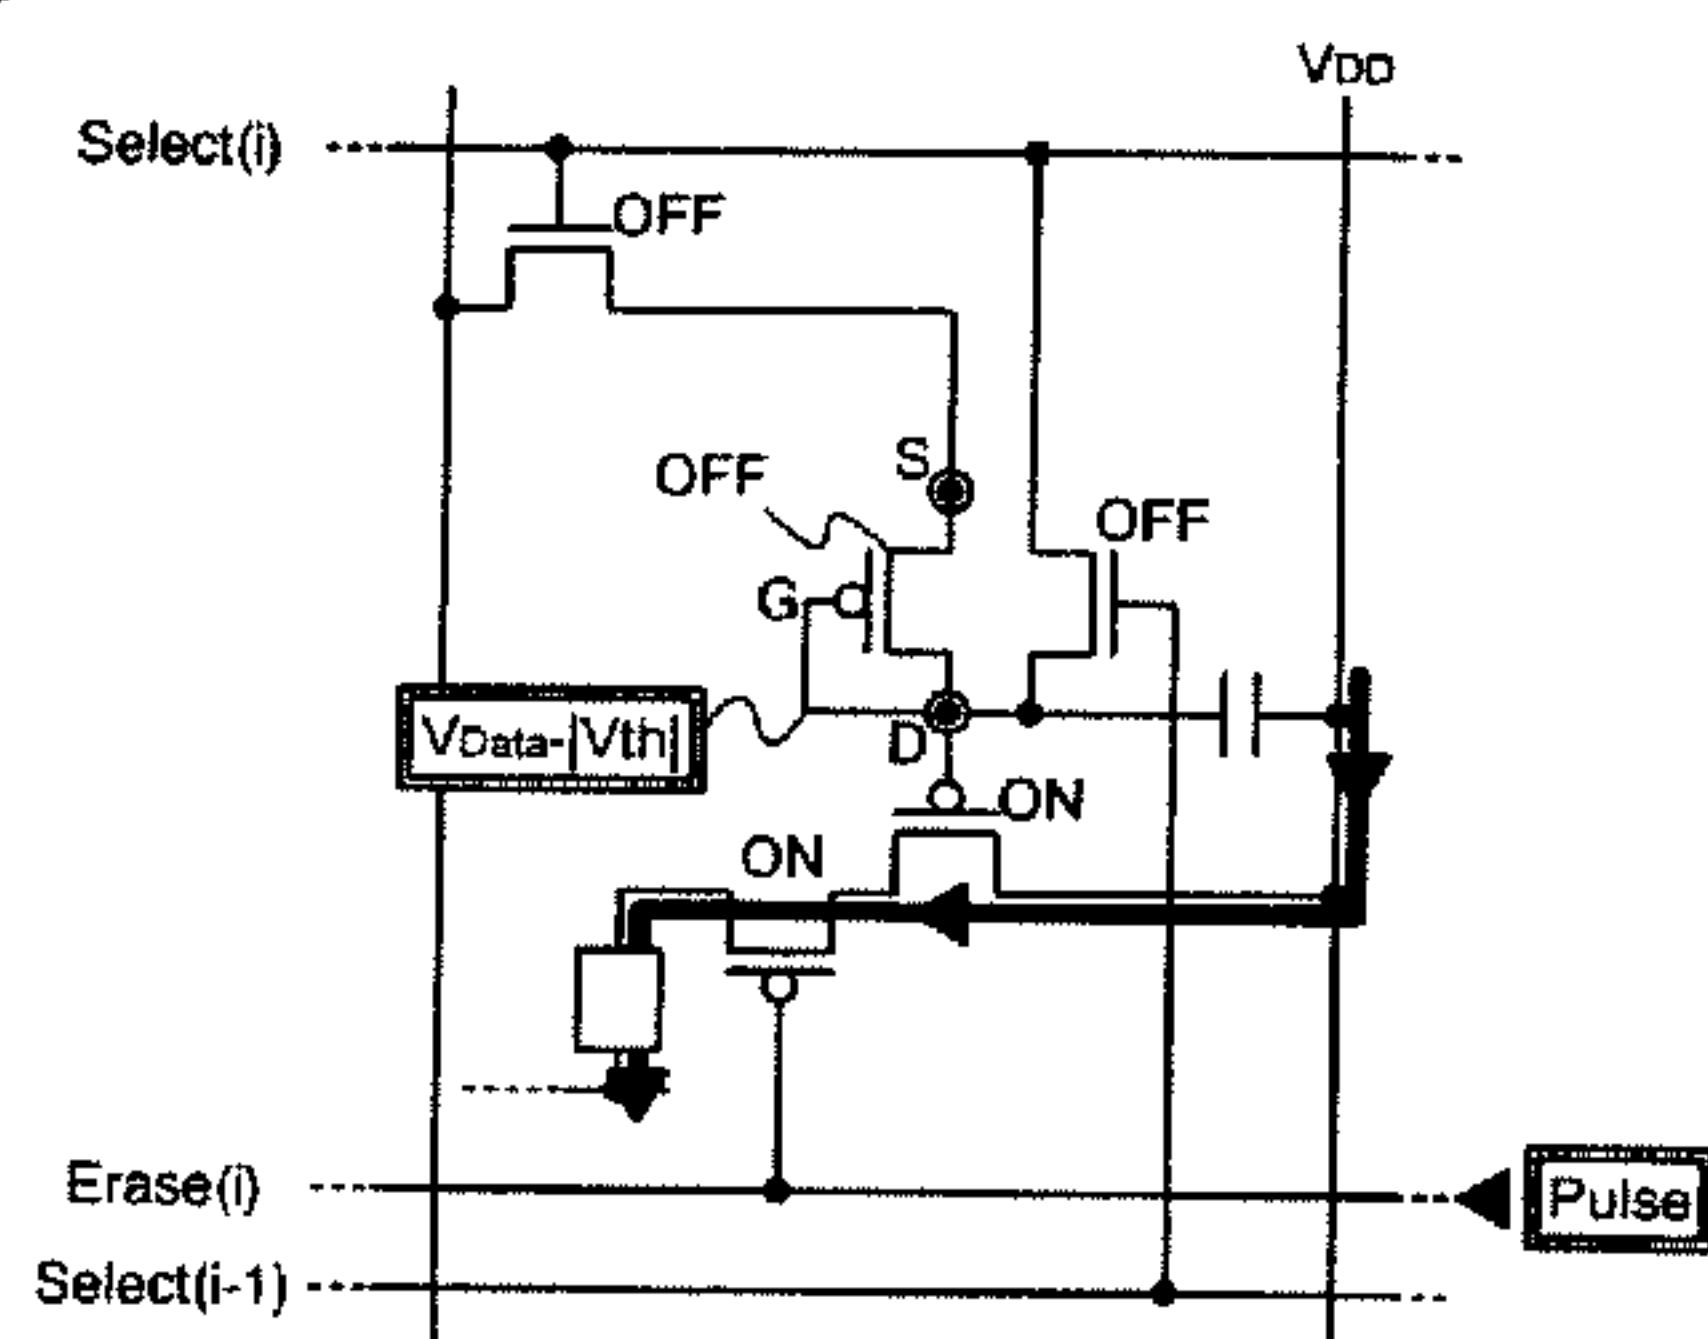 VDD
Select(i)
OFF
S
OFF
OFF
G
VData-|Vth|
D
ON
ON
Erase(i)
Pulse
Select(i-1)